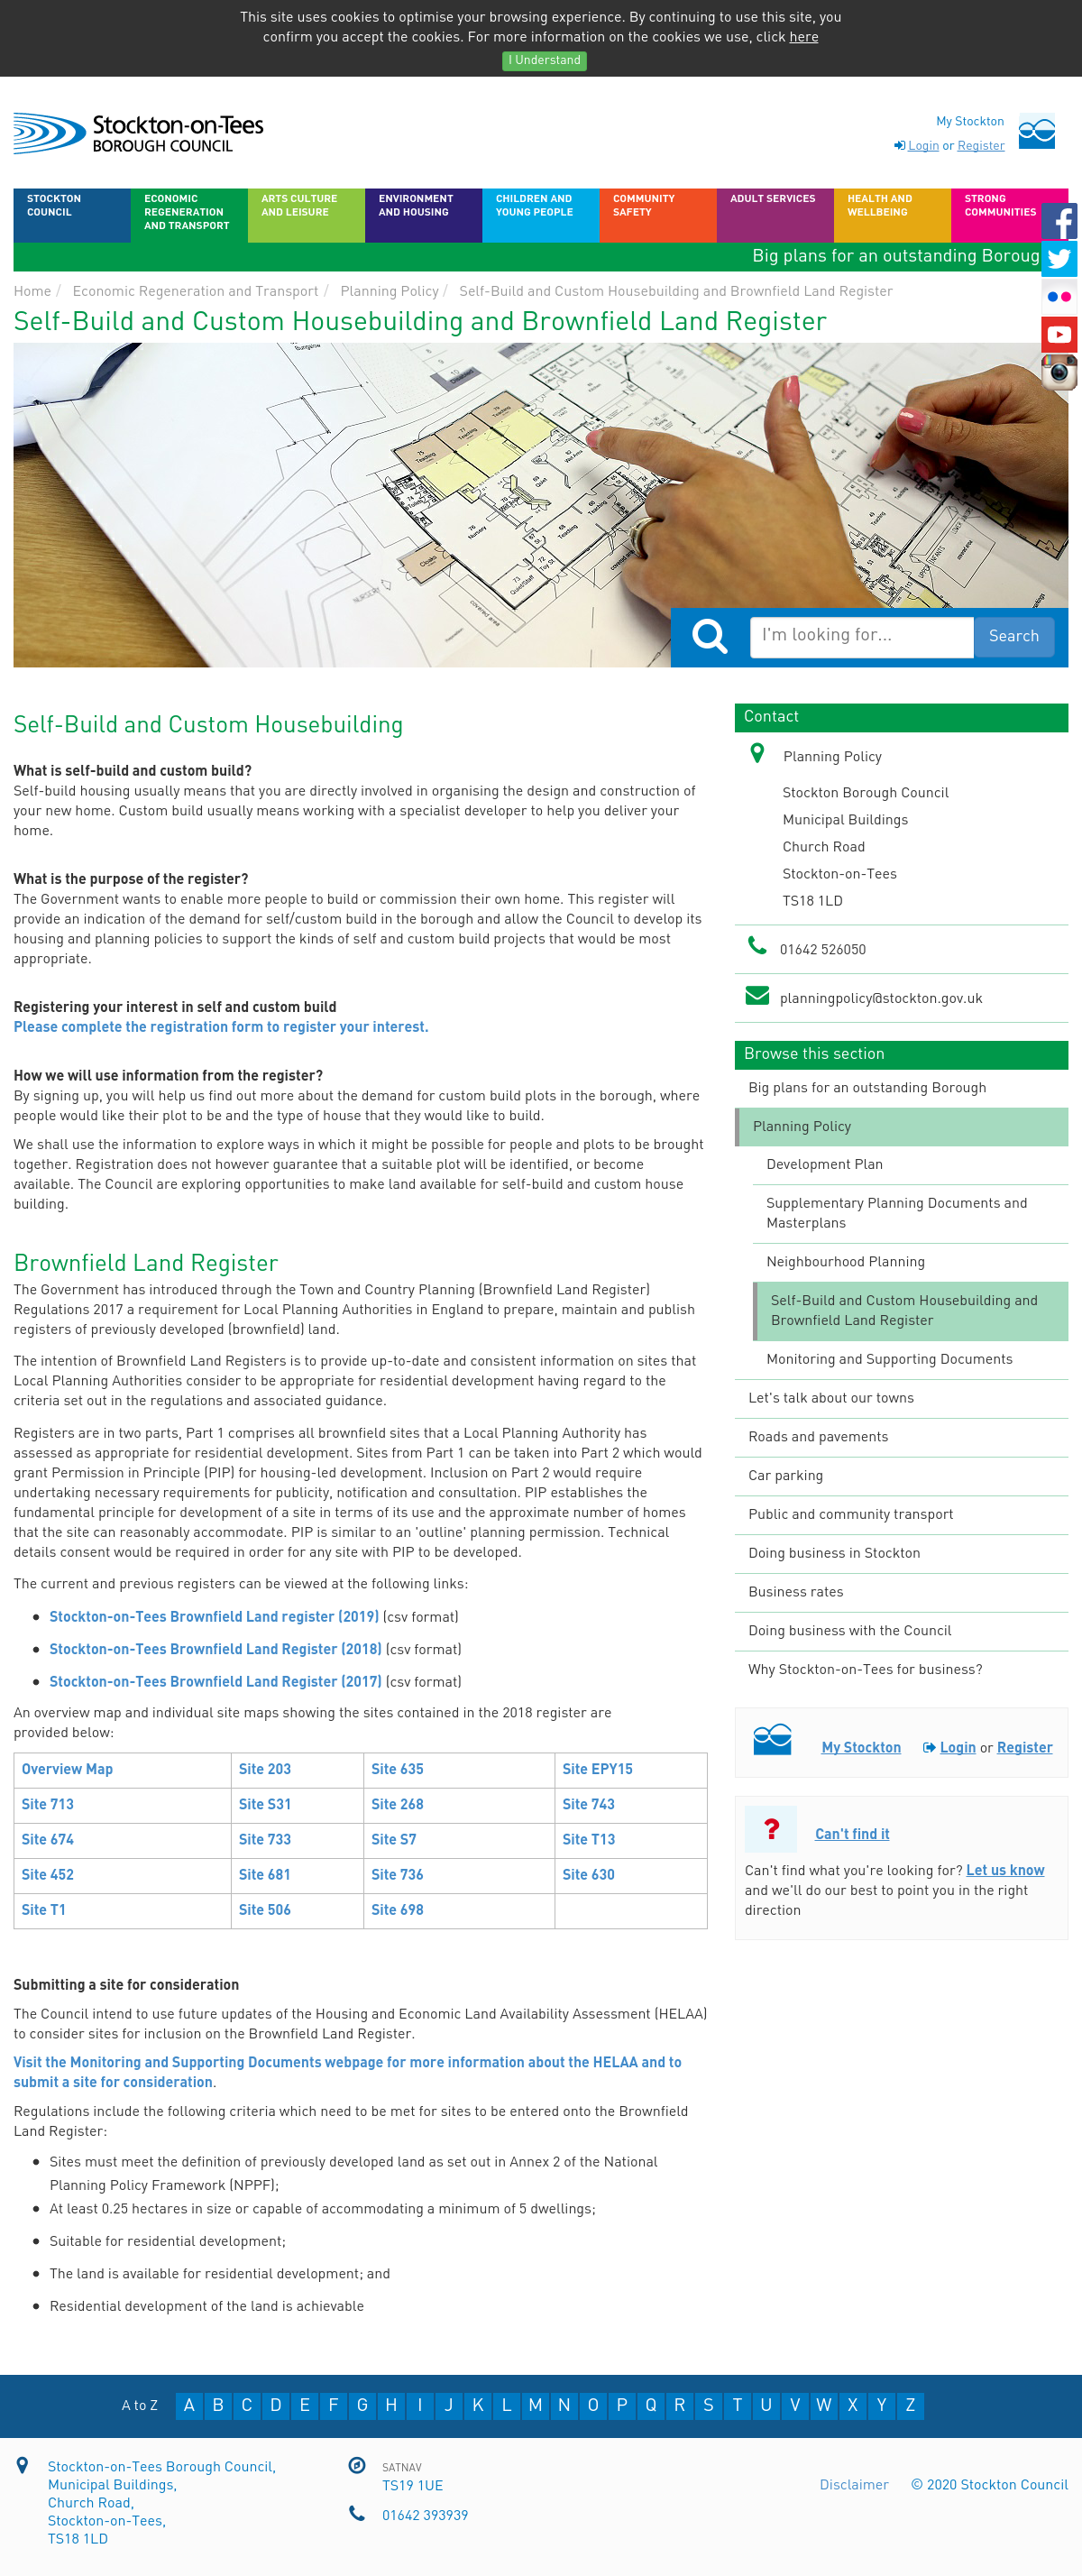 This site uses cookies to optimise your browsing experience. By continuing to use this site, you
confirm you accept the cookies. For more information on the cookies we use, click here
I Understand
Stockton-on-Tees
BOROUGH COUNCIL
My Stockton
Login or Register
STOCKTON
COUNCIL
ECONOMIC
REGENERATION
AND TRANSPORT
ARTS CULTURE
AND LEISURE
ENVIRONMENT
AND HOUSING
CHILDREN AND
YOUNG PEOPLE
COMMUNITY
SAFETY
ADULT SERVICES
HEALTH AND
WELLBEING
STRONG
COMMUNITIES
Big plans for an outstanding Boroug
Home / Economic Regeneration and Transport / Planning Policy / Self-Build and Custom Housebuilding and Brownfield Land Register
Self-Build and Custom Housebuilding and Brownfield Land Register
I'm looking for...
Search
Self-Build and Custom Housebuilding
What is self-build and custom build?
Self-build housing usually means that you are directly involved in organising the design and construction of
your new home. Custom build usually means working with a specialist developer to help you deliver your
home.
What is the purpose of the register?
The Government wants to enable more people to build or commission their own home. This register will
provide an indication of the demand for self/custom build in the borough and allow the Council to develop its
housing and planning policies to support the kinds of self and custom build projects that would be most
appropriate.
Registering your interest in self and custom build
Please complete the registration form to register your interest.
How we will use information from the register?
By signing up, you will help us find out more about the demand for custom build plots in the borough, where
people would like their plot to be and the type of house that they would like to build.
We shall use the information to explore ways in which it might be possible for people and plots to be brought
together. Registration does not however guarantee that a suitable plot will be identified, or become
available. The Council are exploring opportunities to make land available for self-build and custom house
building.
Brownfield Land Register
The Government has introduced through the Town and Country Planning (Brownfield Land Register)
Regulations 2017 a requirement for Local Planning Authorities in England to prepare, maintain and publish
registers of previously developed (brownfield) land.
The intention of Brownfield Land Registers is to provide up-to-date and consistent information on sites that
Local Planning Authorities consider to be appropriate for residential development having regard to the
criteria set out in the regulations and associated guidance.
Registers are in two parts, Part 1 comprises all brownfield sites that a Local Planning Authority has
assessed as appropriate for residential development. Sites from Part 1 can be taken into Part 2 which would
grant Permission in Principle (PIP) for housing-led development. Inclusion on Part 2 would require
undertaking necessary requirements for publicity, notification and consultation. PIP establishes the
fundamental principle for development of a site in terms of its use and the approximate number of homes
that the site can reasonably accommodate. PIP is similar to an 'outline' planning permission. Technical
details consent would be required in order for any site with PIP to be developed.
The current and previous registers can be viewed at the following links:
● Stockton-on-Tees Brownfield Land register (2019) (csv format)
● Stockton-on-Tees Brownfield Land Register (2018) (csv format)
● Stockton-on-Tees Brownfield Land Register (2017) (csv format)
An overview map and individual site maps showing the sites contained in the 2018 register are
provided below:
Overview Map Site 203 Site 635 Site EPY15
Site 713 Site S31 Site 268 Site 743
Site 674 Site 733 Site S7 Site T13
Site 452 Site 681 Site 736 Site 630
Site T1 Site 506 Site 698
Submitting a site for consideration
The Council intend to use future updates of the Housing and Economic Land Availability Assessment (HELAA)
to consider sites for inclusion on the Brownfield Land Register.
Visit the Monitoring and Supporting Documents webpage for more information about the HELAA and to
submit a site for consideration.
Regulations include the following criteria which need to be met for sites to be entered onto the Brownfield
Land Register:
● Sites must meet the definition of previously developed land as set out in Annex 2 of the National
Planning Policy Framework (NPPF);
● At least 0.25 hectares in size or capable of accommodating a minimum of 5 dwellings;
● Suitable for residential development;
● The land is available for residential development; and
● Residential development of the land is achievable
Contact
Planning Policy
Stockton Borough Council
Municipal Buildings
Church Road
Stockton-on-Tees
TS18 1LD
01642 526050
planningpolicy@stockton.gov.uk
Browse this section
Big plans for an outstanding Borough
Planning Policy
Development Plan
Supplementary Planning Documents and
Masterplans
Neighbourhood Planning
Self-Build and Custom Housebuilding and
Brownfield Land Register
Monitoring and Supporting Documents
Let's talk about our towns
Roads and pavements
Car parking
Public and community transport
Doing business in Stockton
Business rates
Doing business with the Council
Why Stockton-on-Tees for business?
My Stockton Login or Register
? Can't find it
Can't find what you're looking for? Let us know
and we'll do our best to point you in the right
direction
A to Z A B C D E F G H I J K L M N O P Q R S T U V W X Y Z
Stockton-on-Tees Borough Council,
Municipal Buildings,
Church Road,
Stockton-on-Tees,
TS18 1LD
SATNAV
TS19 1UE
01642 393939
Disclaimer © 2020 Stockton Council